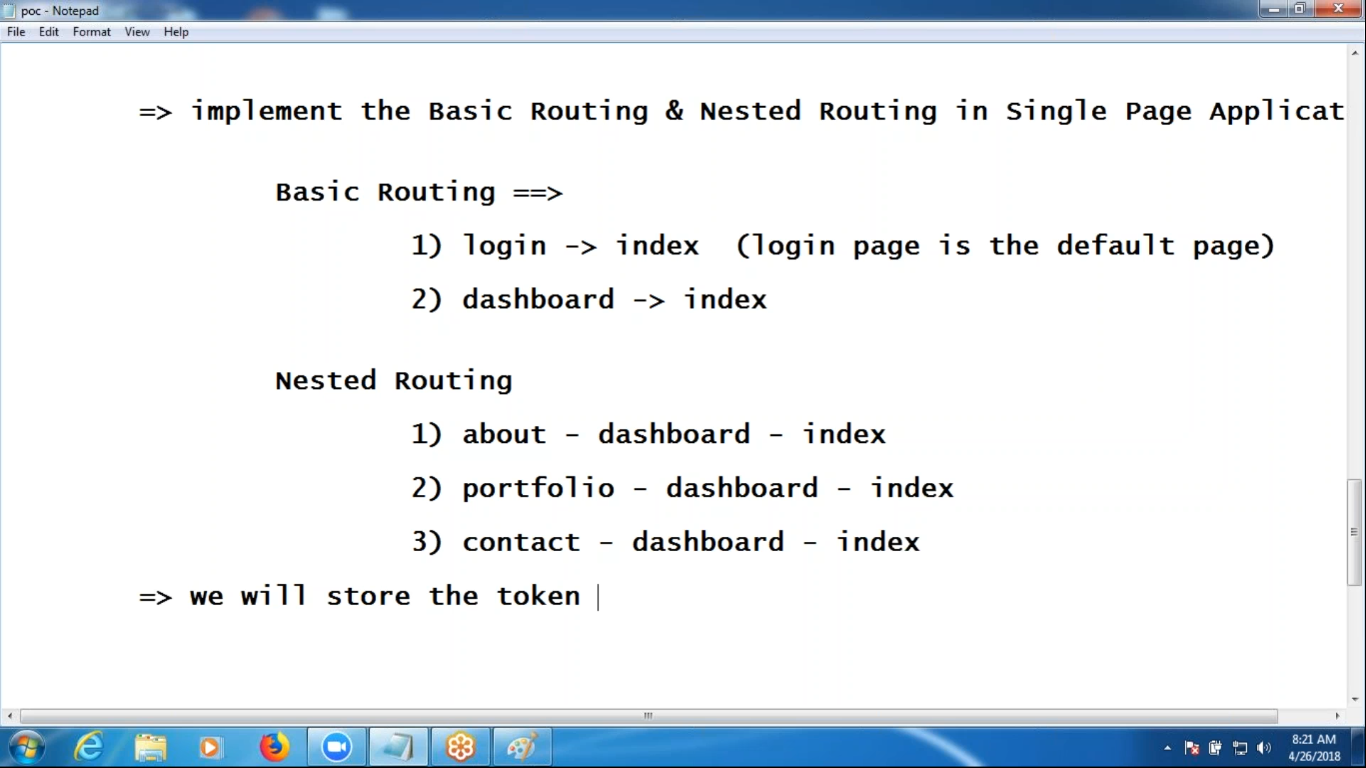 poc - Notepad
File Edit Format View Help
=> implement the Basic Routing & Nested Routing in Single Page Applicat
Basic Routing ==>
1) login -> index (login page is the default page)
2) dashboard -> index
Nested Routing
1) about - dashboard - index
2) portfolio - dashboard - index
3) contact - dashboard - index
=> we will store the token
8:21 AM
4/26/2018